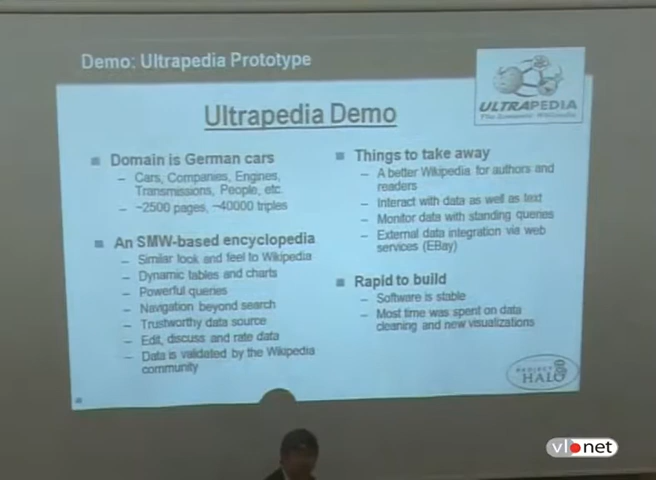 Demo: Ultrapedia Prototype
ULTRAPEDIA
The Semantic Wikipedia
Ultrapedia Demo
Domain is German cars
– Cars, Companies, Engines,
Transmissions, People, etc.
– ~2500 pages, ~40000 triples
An SMW-based encyclopedia
– Similar look and feel to Wikipedia
– Dynamic tables and charts
– Powerful queries
– Navigation beyond search
– Trustworthy data source
– Edit, discuss and rate data
– Data is validated by the Wikipedia
community
Things to take away
– A better Wikipedia for authors and
readers
– Interact with data as well as text
– Monitor data with standing queries
– External data integration via web
services (EBay)
Rapid to build
– Software is stable
– Most time was spent on data
cleaning and new visualizations
PROJECT
HALO
vlnet